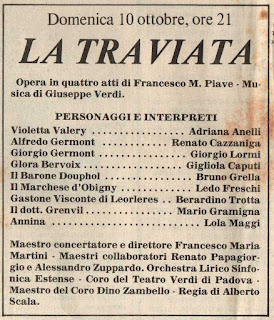 Domenica 10 ottobre, ore 21
LA TRAVIATA
Opera in quattro atti di Francesco M. Piave - Mu-
sica di Giuseppe Verdi.
PERSONAGGI E INTERPRETI
Violetta Valery . . . . . . . . . . . . . Adriana Anelli
Alfredo Germont . . . . . . . . . Renato Cazzaniga
Giorgio Germont . . . . . . . . . . . . Giorgio Lormi
Glora Bervoix . . . . . . . . . . . . . . Gigliola Caputi
Il Barone Douphol . . . . . . . . . . . . Bruno Grella
Il Marchese d'Obigny . . . . . . . . . Ledo Freschi
Gastone Visconte di Leorleres . . Berardino Trotta
Il dott. Grenvil . . . . . . . . . . . . Mario Gramigna
Annina . . . . . . . . . . . . . . . . . . . . Lola Maggi
Maestro concertatore e direttore Francesco Maria
Martini - Maestri collaboratori Renato Papagior-
gio e Alessandro Zuppardo. Orchestra Lirico Sinfo-
nica Estense - Coro del Teatro Verdi di Padova -
Maestro del Coro Dino Zambello - Regia di Alberto
Scala.